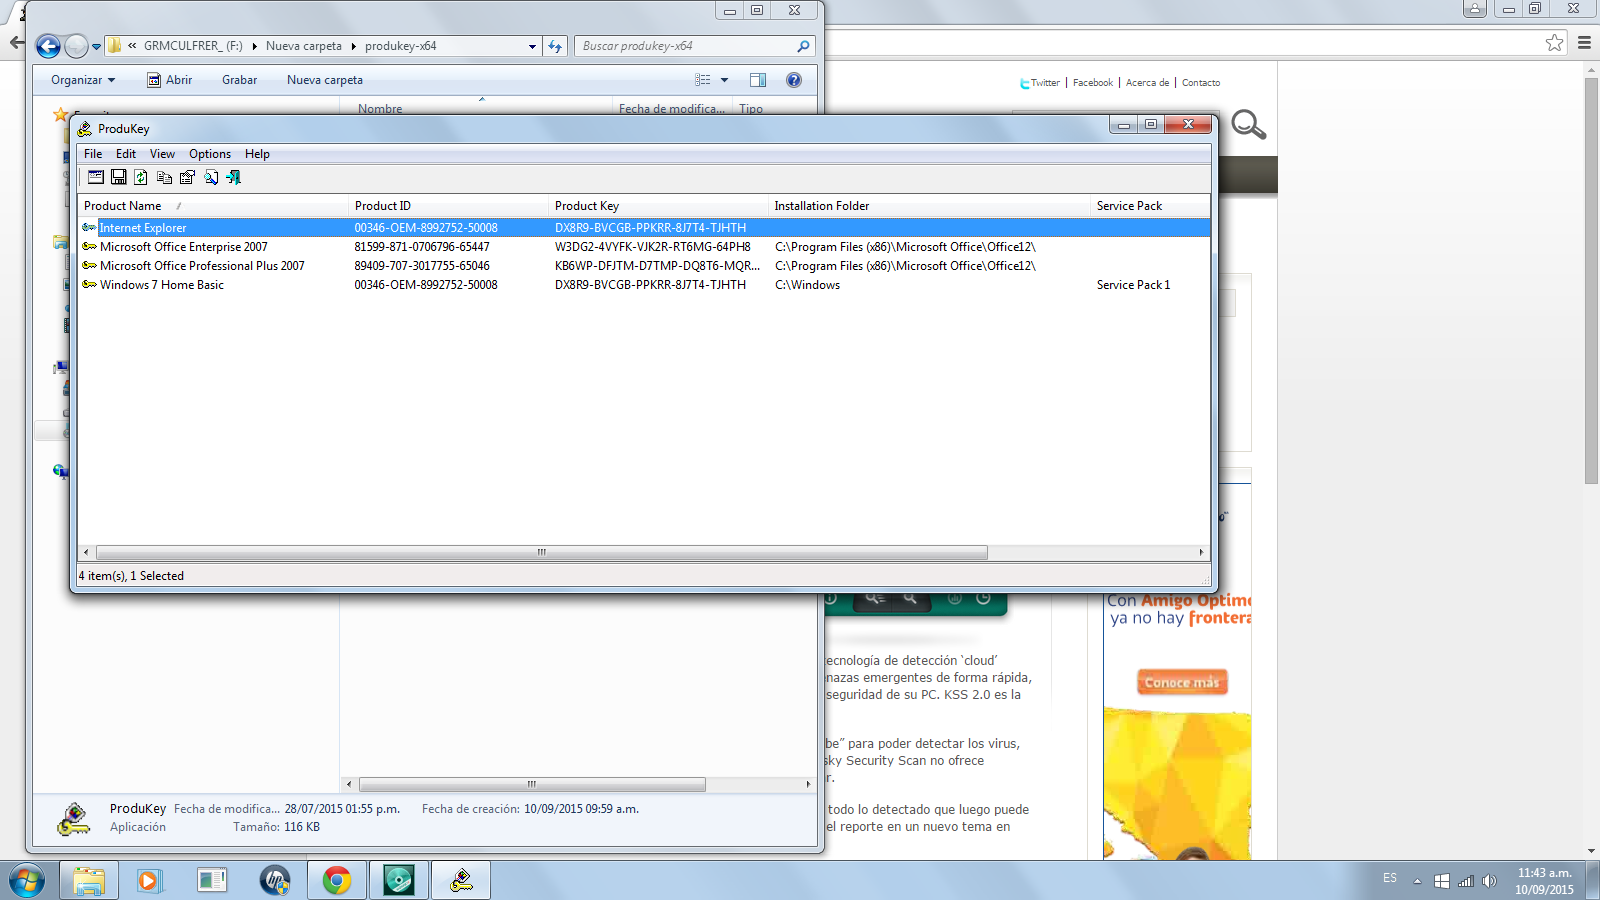 « GRMCULFRER_ (F:) Nueva carpeta produkey-x64
Buscar produkey-x64
Organizar Abrir Grabar Nueva carpeta
Nombre Fecha de modifica... Tipo
Twitter | Facebook | Acerca de | Contacto
ProduKey
File Edit View Options Help
Product Name Product ID Product Key Installation Folder Service Pack
Internet Explorer 00346-OEM-8992752-50008 DX8R9-BVCGB-PPKRR-8J7T4-TJHTH
Microsoft Office Enterprise 2007 81599-871-0706796-65447 W3DG2-4VYFK-VJK2R-RT6MG-64PH8 C:\Program Files (x86)\Microsoft Office\Office12\
Microsoft Office Professional Plus 2007 89409-707-3017755-65046 KB6WP-DFJTM-D7TMP-DQ8T6-MQR... C:\Program Files (x86)\Microsoft Office\Office12\
Windows 7 Home Basic 00346-OEM-8992752-50008 DX8R9-BVCGB-PPKRR-8J7T4-TJHTH C:\Windows Service Pack 1
4 item(s), 1 Selected
Con Amigo Optimo
ya no hay frontera
Conoce más
tecnología de detección ‘cloud’
nazas emergentes de forma rápida,
seguridad de su PC. KSS 2.0 es la
be” para poder detectar los virus,
sky Security Scan no ofrece
r.
todo lo detectado que luego puede
el reporte en un nuevo tema en
ProduKey Fecha de modifica... 28/07/2015 01:55 p.m. Fecha de creación: 10/09/2015 09:59 a.m.
Aplicación Tamaño: 116 KB
hp
ES
11:43 a.m.
10/09/2015